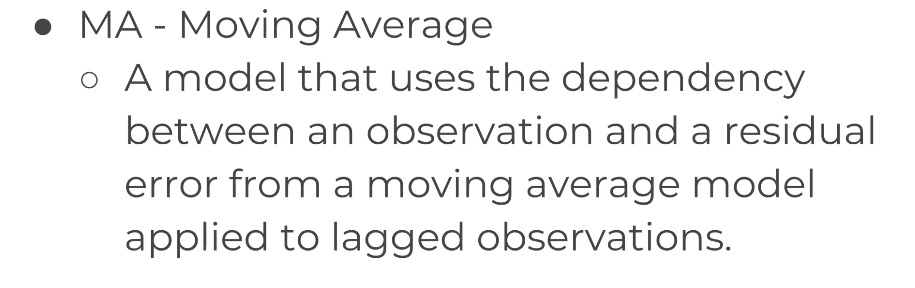 ● MA - Moving Average
○ A model that uses the dependency
between an observation and a residual
error from a moving average model
applied to lagged observations.